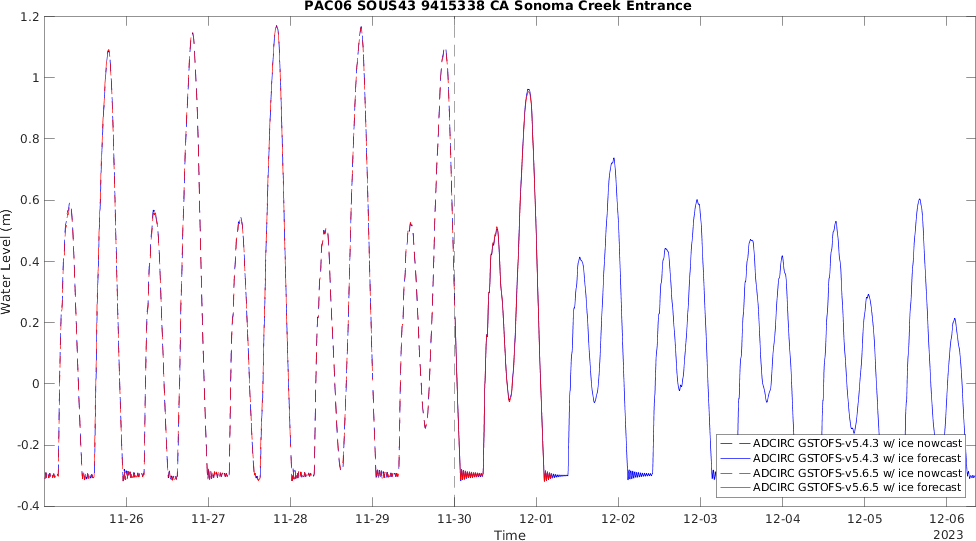 PAC06 SOUS43 9415338 CA Sonoma Creek Entrance
Water Level (m)
1.2
1
0.8
0.6
0.4
0.2
0
-0.2
-0.4
ADCIRC GSTOFS-v5.4.3 w/ ice nowcast
ADCIRC GSTOFS-v5.4.3 w/ ice forecast
ADCIRC GSTOFS-v5.6.5 w/ ice nowcast
ADCIRC GSTOFS-v5.6.5 w/ ice forecast
11-26 11-27 11-28 11-29 11-30 12-01 12-02 12-03 12-04 12-05 12-06
Time 2023